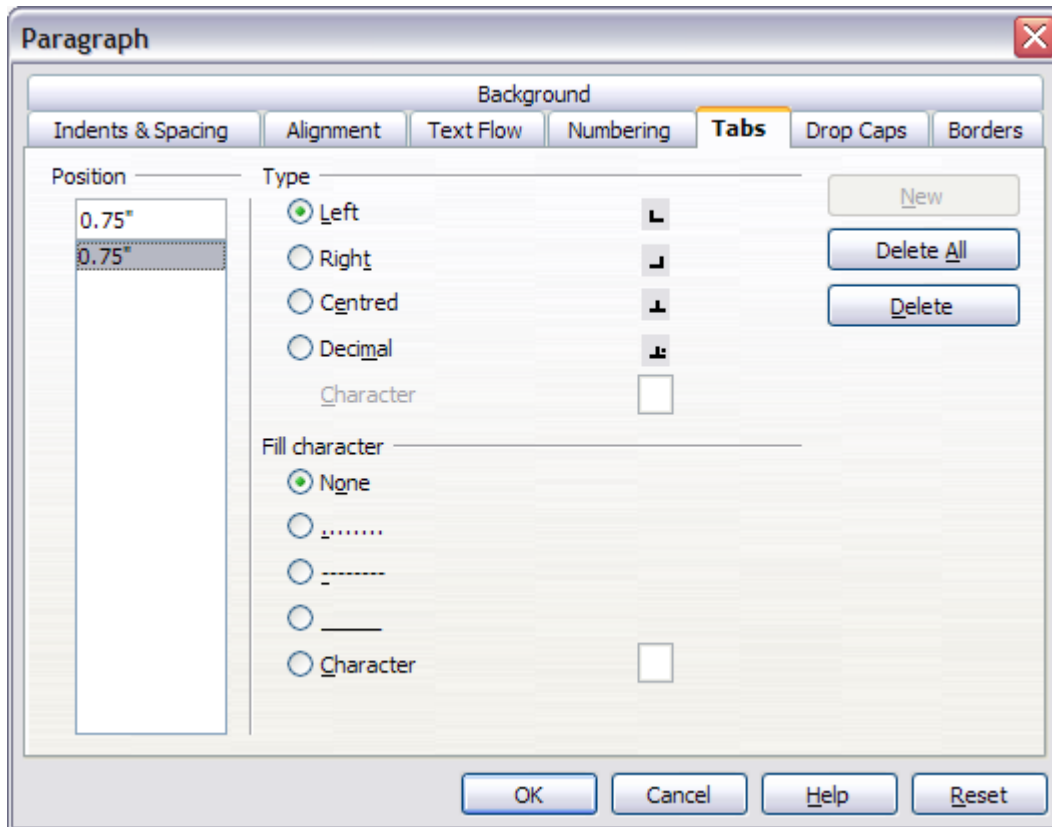 Paragraph
Background
Indents & Spacing Alignment Text Flow Numbering Tabs Drop Caps Borders
Position Type
0.75"
0.75"
Left
Right
Centred
Decimal
Character
New
Delete All
Delete
Fill character
None
........
--------
______
Character
OK Cancel Help Reset